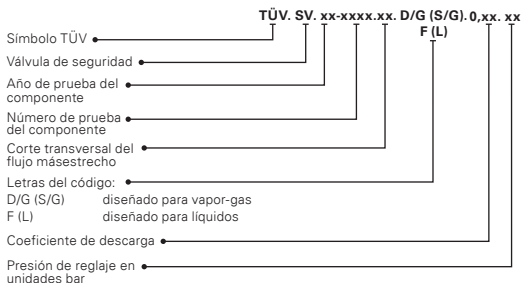 TÜV. SV. xx-xxxx.xx. D/G (S/G). 0,xx. xx
F (L)
Símbolo TÜV
Válvula de seguridad
Año de prueba del
componente
Número de prueba
del componente
Corte transversal del
flujo másestrecho
Letras del código:
D/G (S/G) diseñado para vapor-gas
F (L) diseñado para líquidos
Coeficiente de descarga
Presión de reglaje en
unidades bar